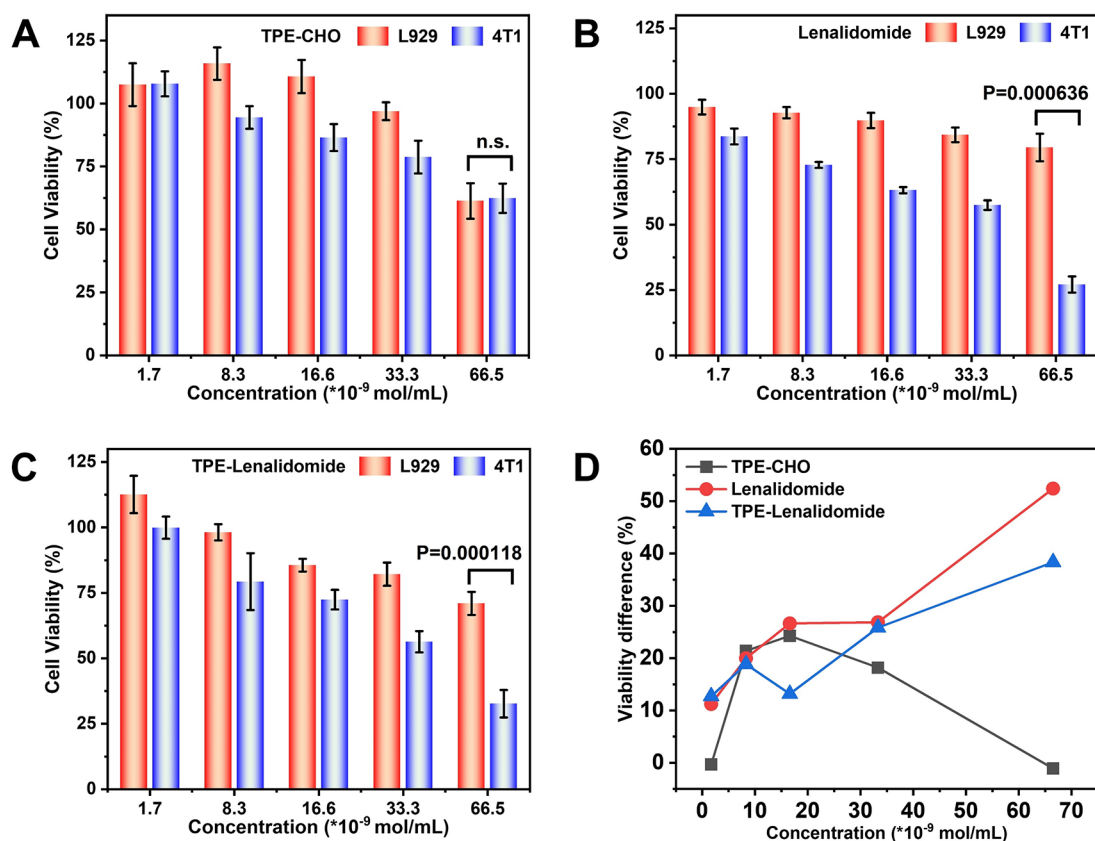 A
TPE-CHO L929 4T1
125
100
75
50
25
0
Cell Viability (%)
n.s.
1.7 8.3 16.6 33.3 66.5
Concentration (*10-9 mol/mL)
B
Lenalidomide L929 4T1
125
100
75
50
25
0
Cell Viability (%)
P=0.000636
1.7 8.3 16.6 33.3 66.5
Concentration (*10-9 mol/mL)
C
TPE-Lenalidomide L929 4T1
125
100
75
50
25
0
Cell Viability (%)
P=0.000118
1.7 8.3 16.6 33.3 66.5
Concentration (*10-9 mol/mL)
D
60
50
40
30
20
10
0
Viability difference (%)
TPE-CHO
Lenalidomide
TPE-Lenalidomide
0 10 20 30 40 50 60 70
Concentration (*10-9 mol/mL)